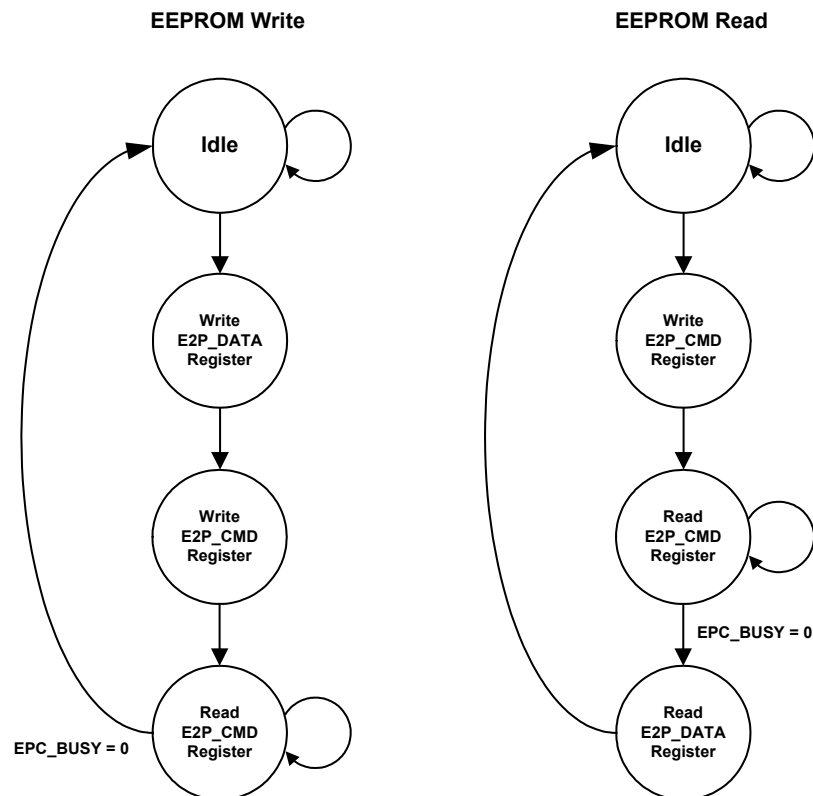 EEPROM Write
Idle
Write
E2P_DATA
Register
Write
E2P_CMD
Register
Read
E2P_CMD
Register
EPC_BUSY = 0
EEPROM Read
Idle
Write
E2P_CMD
Register
Read
E2P_CMD
Register
EPC_BUSY = 0
Read
E2P_DATA
Register